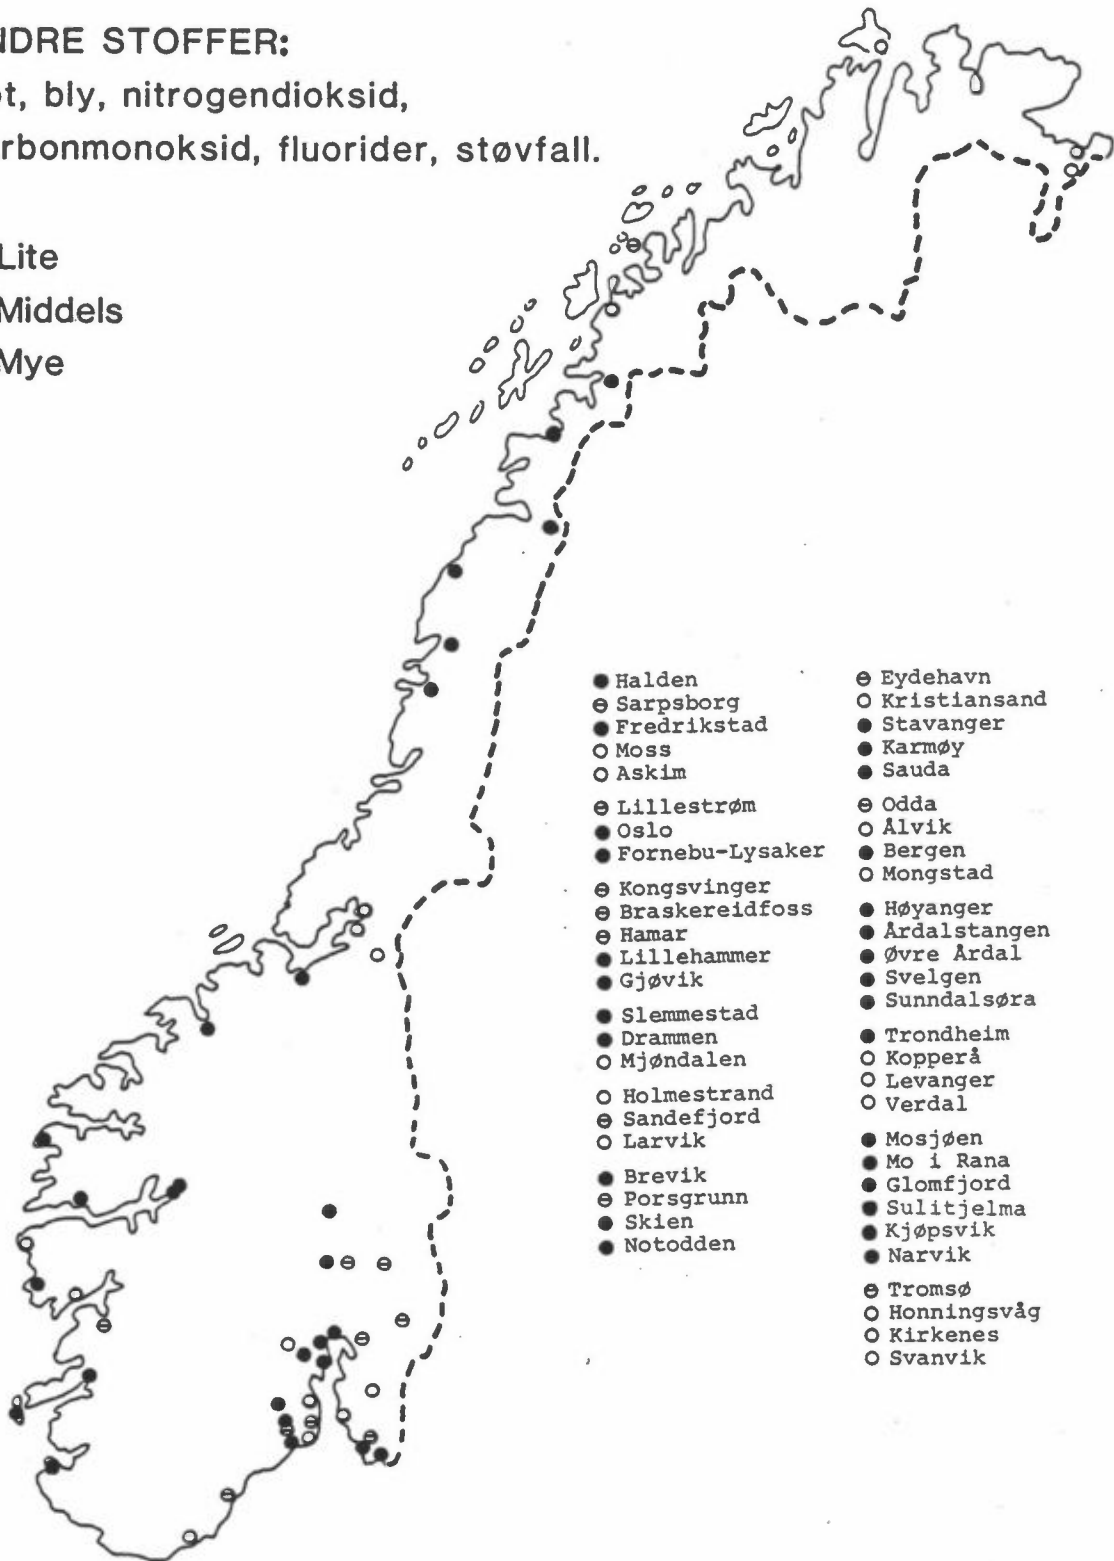 NDRE STOFFER:
t, bly, nitrogendioksid,
rbonmonoksid, fluorider, støvfall.
Lite
Middels
Mye
Halden
Sarpsborg
Fredrikstad
Moss
Askim
Lillestrøm
Oslo
Fornebu-Lysaker
Kongsvinger
Braskereidfoss
Hamar
Lillehammer
Gjøvik
Slemmestad
Drammen
Mjøndalen
Holmestrand
Sandefjord
Larvik
Brevik
Porsgrunn
Skien
Notodden
Eydehavn
Kristiansand
Stavanger
Karmøy
Sauda
Odda
Ålvik
Bergen
Mongstad
Høyanger
Årdalstangen
Øvre Årdal
Svelgen
Sunndalsøra
Trondheim
Kopperå
Levanger
Verdal
Mosjøen
Mo i Rana
Glomfjord
Sulitjelma
Kjøpsvik
Narvik
Tromsø
Honningsvåg
Kirkenes
Svanvik